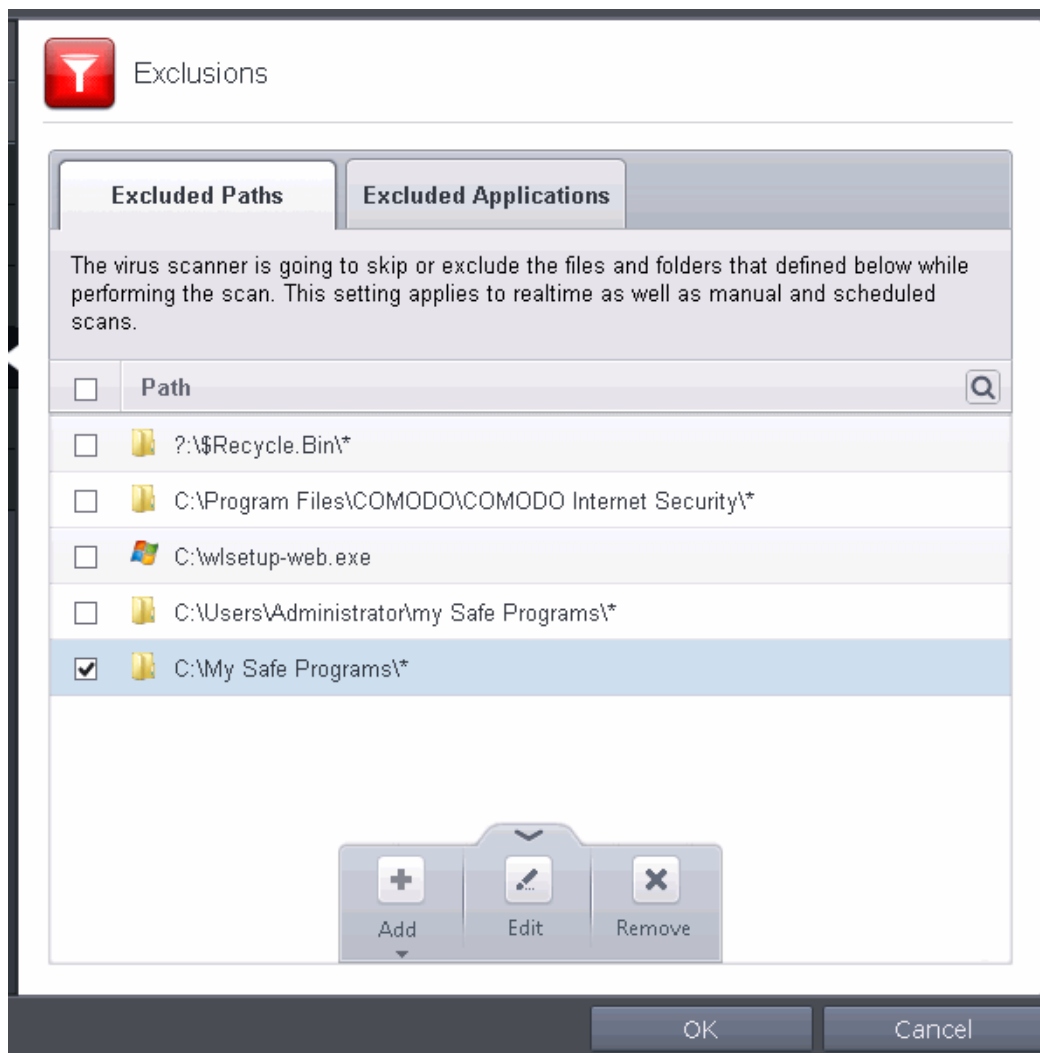 Exclusions
Excluded Paths
Excluded Applications
The virus scanner is going to skip or exclude the files and folders that defined below while
performing the scan. This setting applies to realtime as well as manual and scheduled
scans.
Path
?:\$Recycle.Bin\*
C:\Program Files\COMODO\COMODO Internet Security\*
C:\wlsetup-web.exe
C:\Users\Administrator\my Safe Programs\*
C:\My Safe Programs\*
Add
Edit
Remove
OK
Cancel